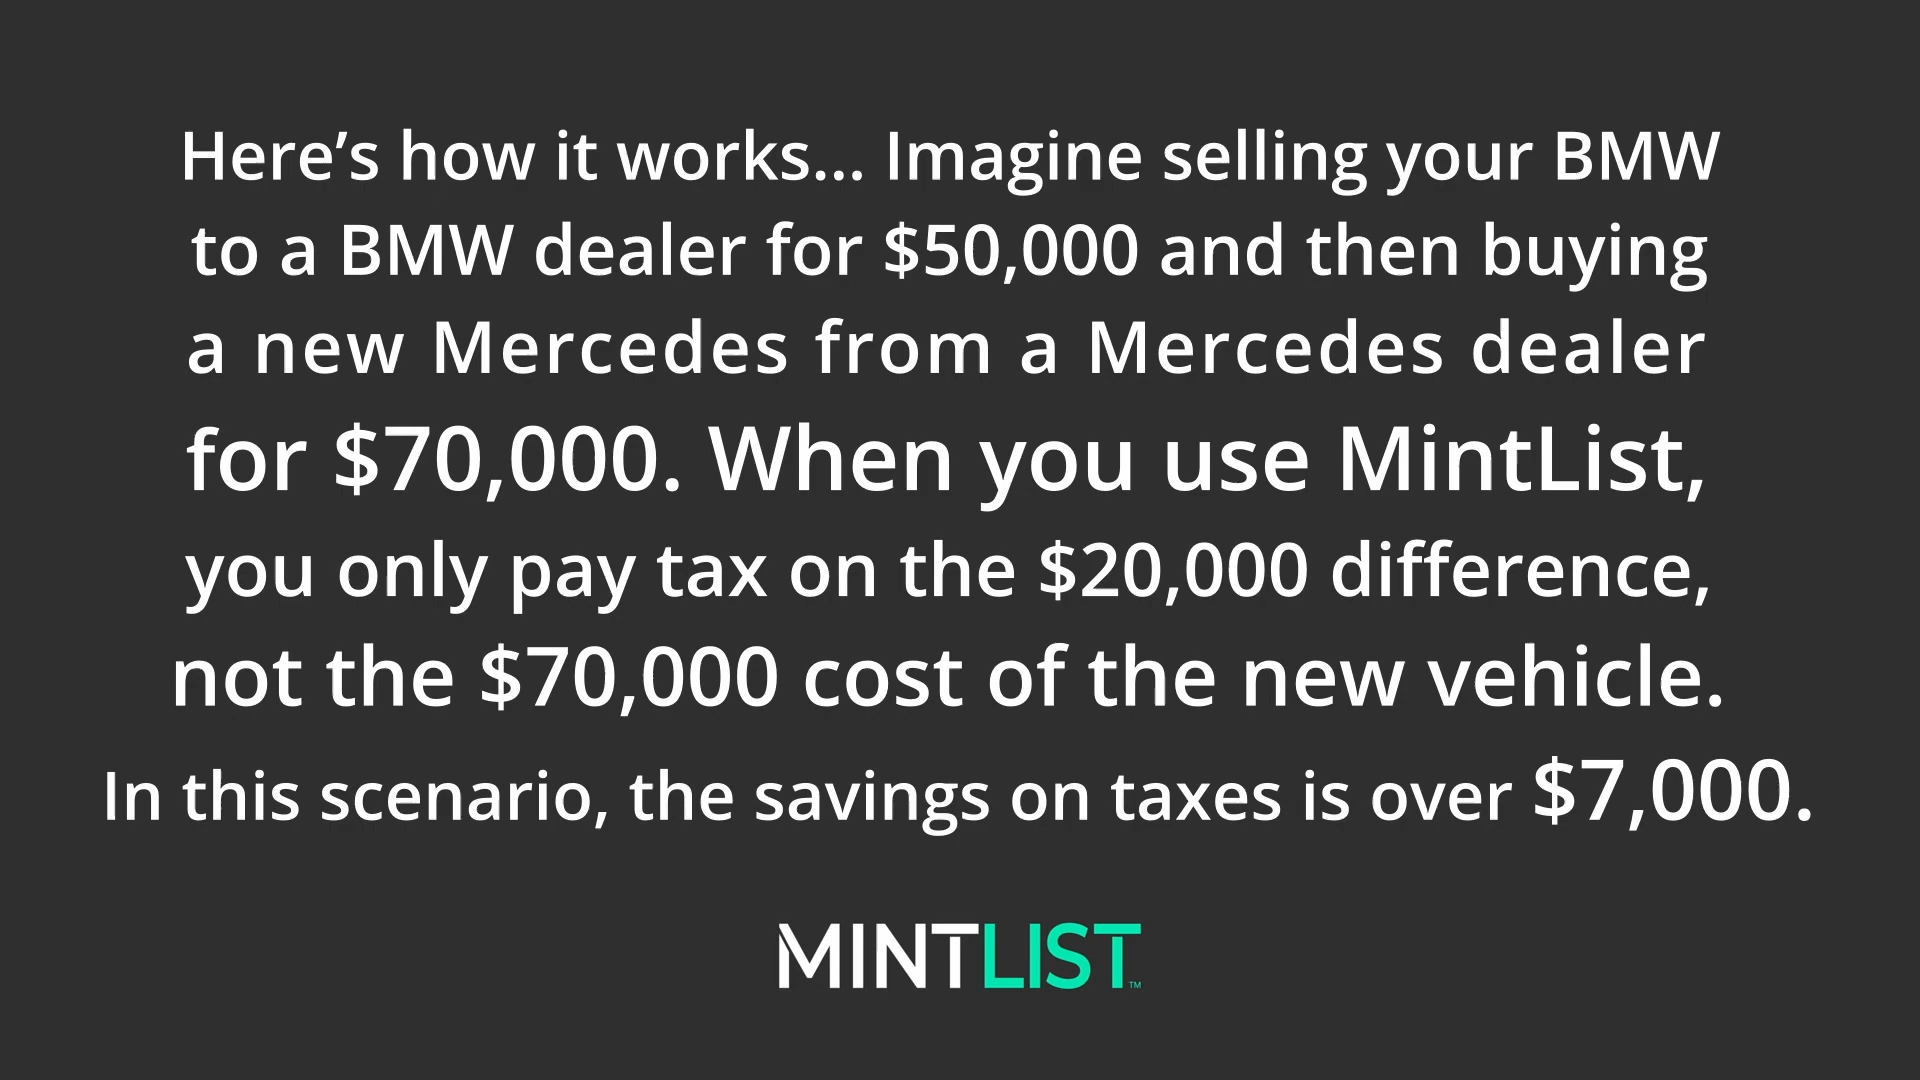 Here’s how it works... Imagine selling your BMW
to a BMW dealer for $50,000 and then buying
a new Mercedes from a Mercedes dealer
for $70,000. When you use MintList,
you only pay tax on the $20,000 difference,
not the $70,000 cost of the new vehicle.
In this scenario, the savings on taxes is over $7,000.
MINTLIST™